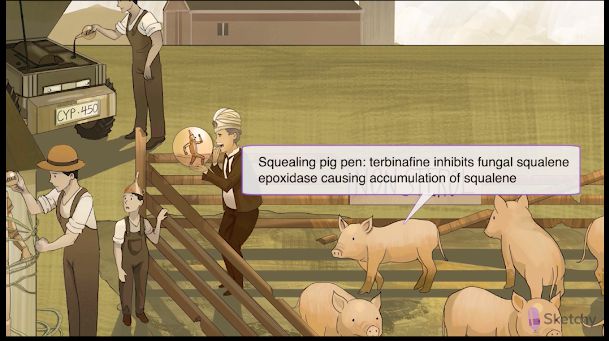 CYP-450
Squealing pig pen: terbinafine inhibits fungal squalene
epoxidase causing accumulation of squalene
Sketchy